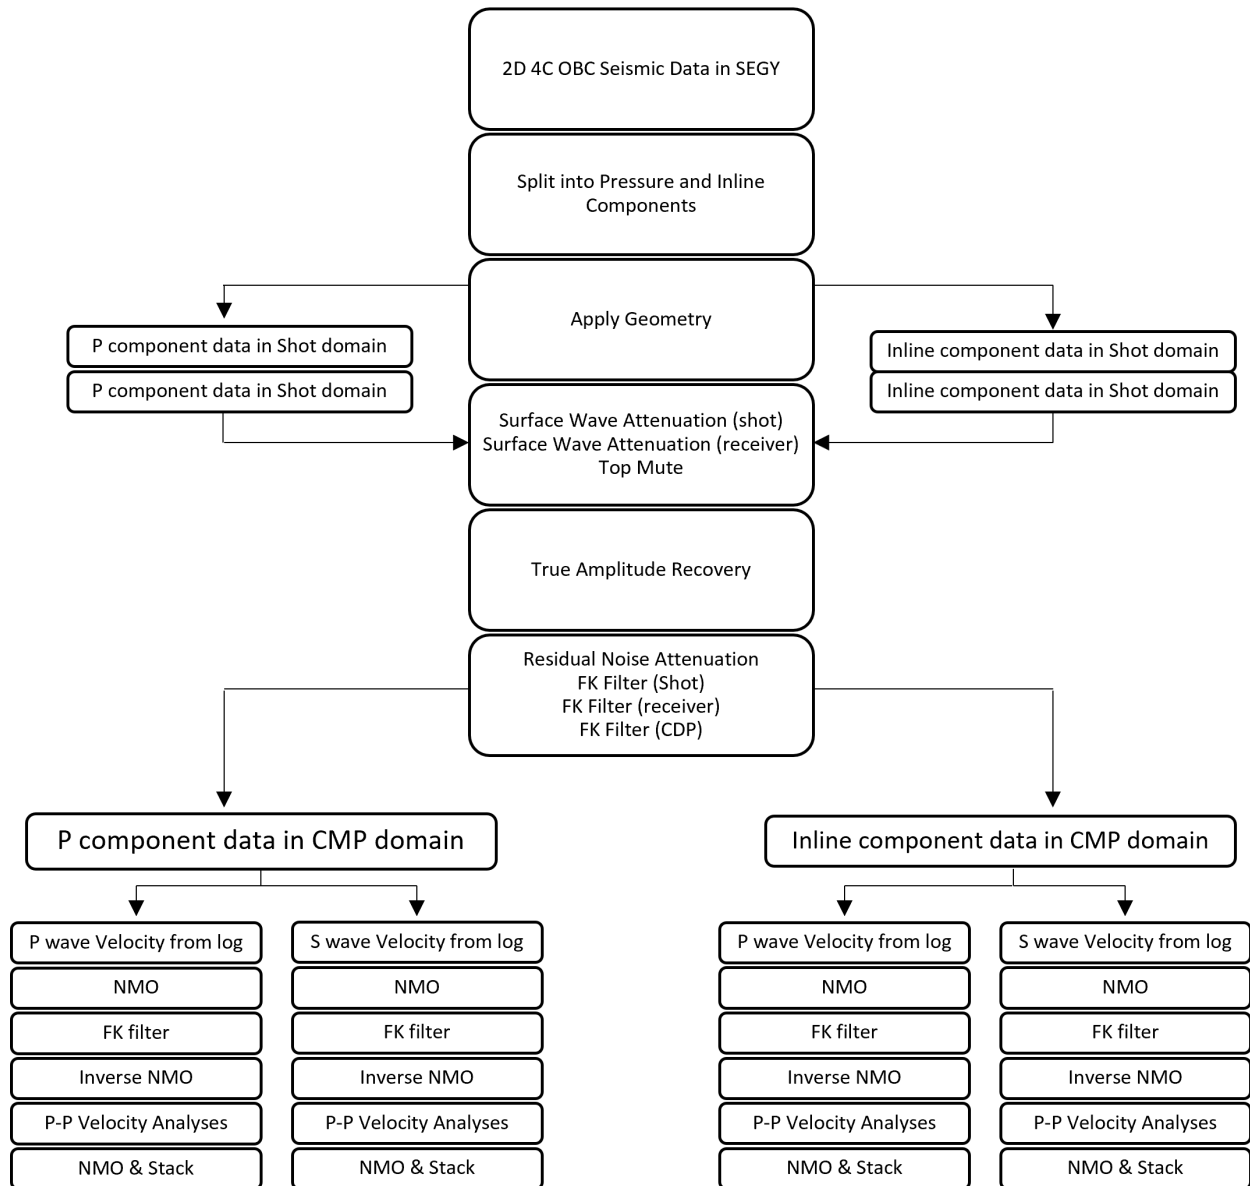 2D 4C OBC Seismic Data in SEGY
Split into Pressure and Inline
Components
Apply Geometry
P component data in Shot domain
P component data in Shot domain
Inline component data in Shot domain
Inline component data in Shot domain
Surface Wave Attenuation (shot)
Surface Wave Attenuation (receiver)
Top Mute
True Amplitude Recovery
Residual Noise Attenuation
FK Filter (Shot)
FK Filter (receiver)
FK Filter (CDP)
P component data in CMP domain
P wave Velocity from log
NMO
FK filter
Inverse NMO
P-P Velocity Analyses
NMO & Stack
S wave Velocity from log
NMO
FK filter
Inverse NMO
P-P Velocity Analyses
NMO & Stack
Inline component data in CMP domain
P wave Velocity from log
NMO
FK filter
Inverse NMO
P-P Velocity Analyses
NMO & Stack
S wave Velocity from log
NMO
FK filter
Inverse NMO
P-P Velocity Analyses
NMO & Stack